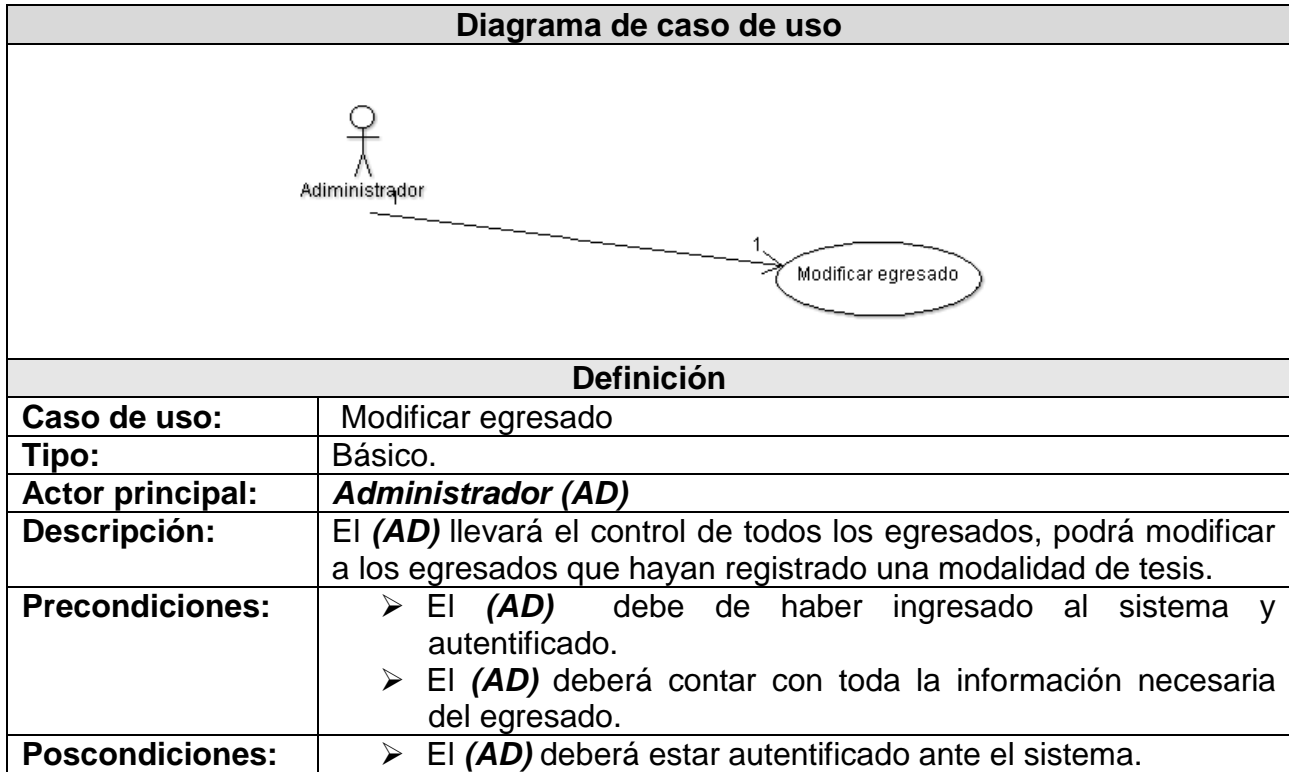 Diagrama de caso de uso
Adiministrador
1
1
Modificar egresado
Definición
Caso de uso: Modificar egresado
Tipo: Básico.
Actor principal: Administrador (AD)
Descripción: El (AD) llevará el control de todos los egresados, podrá modificar
a los egresados que hayan registrado una modalidad de tesis.
Precondiciones: ➢ El (AD) debe de haber ingresado al sistema y
autentificado.
➢ El (AD) deberá contar con toda la información necesaria
del egresado.
Poscondiciones: ➢ El (AD) deberá estar autentificado ante el sistema.